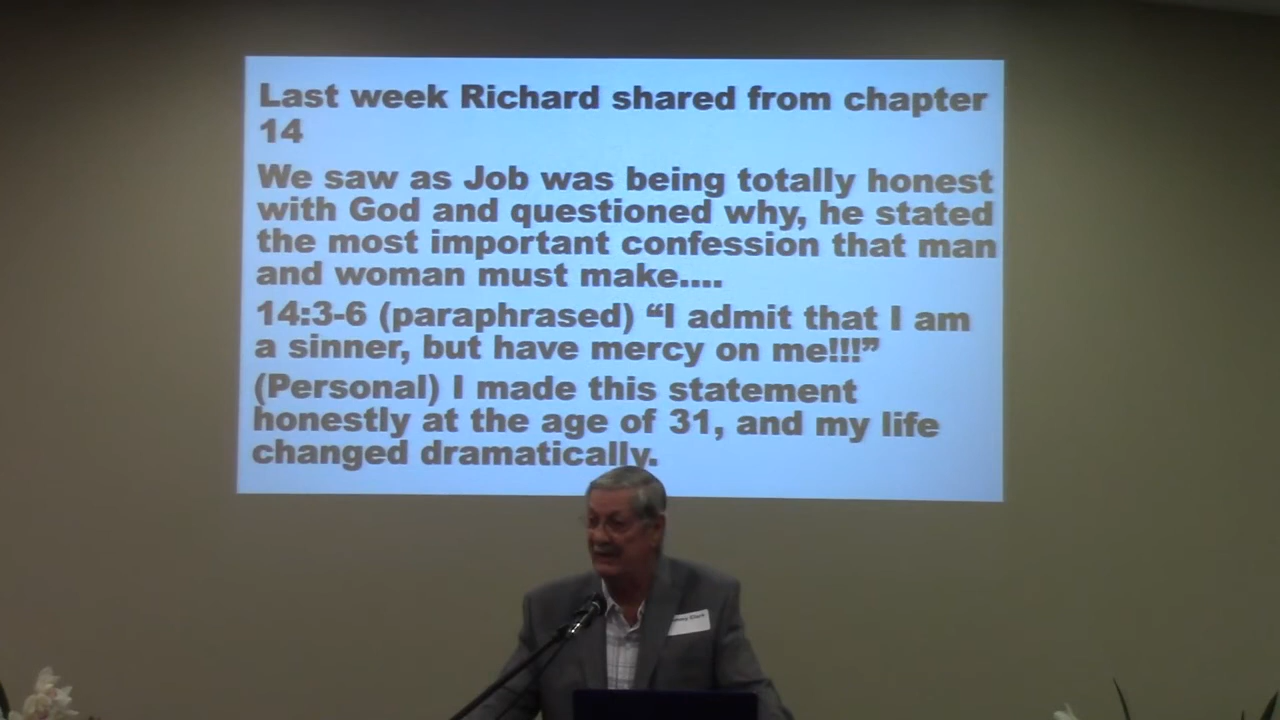 Last week Richard shared from chapter
14
We saw as Job was being totally honest
with God and questioned why, he stated
the most important confession that man
and woman must make....
14:3-6 (paraphrased) “I admit that I am
a sinner, but have mercy on me!!!”
(Personal) I made this statement
honestly at the age of 31, and my life
changed dramatically.